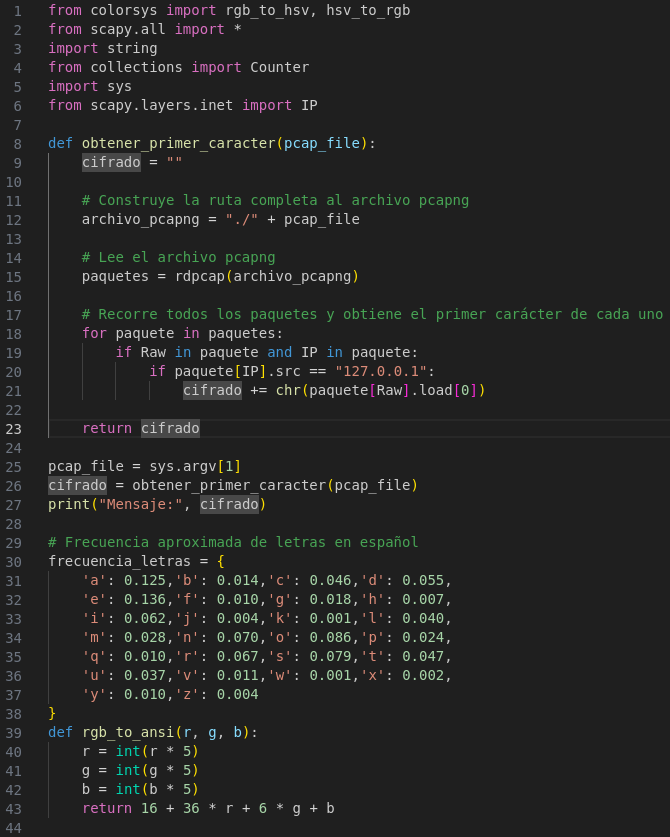 1 from colorsys import rgb_to_hsv, hsv_to_rgb
2 from scapy.all import *
3 import string
4 from collections import Counter
5 import sys
6 from scapy.layers.inet import IP
7
8 def obtener_primer_caracter(pcap_file):
9     cifrado = ""
10
11     # Construye la ruta completa al archivo pcapng
12     archivo_pcapng = "./" + pcap_file
13
14     # Lee el archivo pcapng
15     paquetes = rdpcap(archivo_pcapng)
16
17     # Recorre todos los paquetes y obtiene el primer carácter de cada uno
18     for paquete in paquetes:
19         if Raw in paquete and IP in paquete:
20             if paquete[IP].src == "127.0.0.1":
21                 cifrado += chr(paquete[Raw].load[0])
22
23     return cifrado
24
25 pcap_file = sys.argv[1]
26 cifrado = obtener_primer_caracter(pcap_file)
27 print("Mensaje:", cifrado)
28
29 # Frecuencia aproximada de letras en español
30 frecuencia_letras = {
31     'a': 0.125,'b': 0.014,'c': 0.046,'d': 0.055,
32     'e': 0.136,'f': 0.010,'g': 0.018,'h': 0.007,
33     'i': 0.062,'j': 0.004,'k': 0.001,'l': 0.040,
34     'm': 0.028,'n': 0.070,'o': 0.086,'p': 0.024,
35     'q': 0.010,'r': 0.067,'s': 0.079,'t': 0.047,
36     'u': 0.037,'v': 0.011,'w': 0.001,'x': 0.002,
37     'y': 0.010,'z': 0.004
38 }
39 def rgb_to_ansi(r, g, b):
40     r = int(r * 5)
41     g = int(g * 5)
42     b = int(b * 5)
43     return 16 + 36 * r + 6 * g + b
44